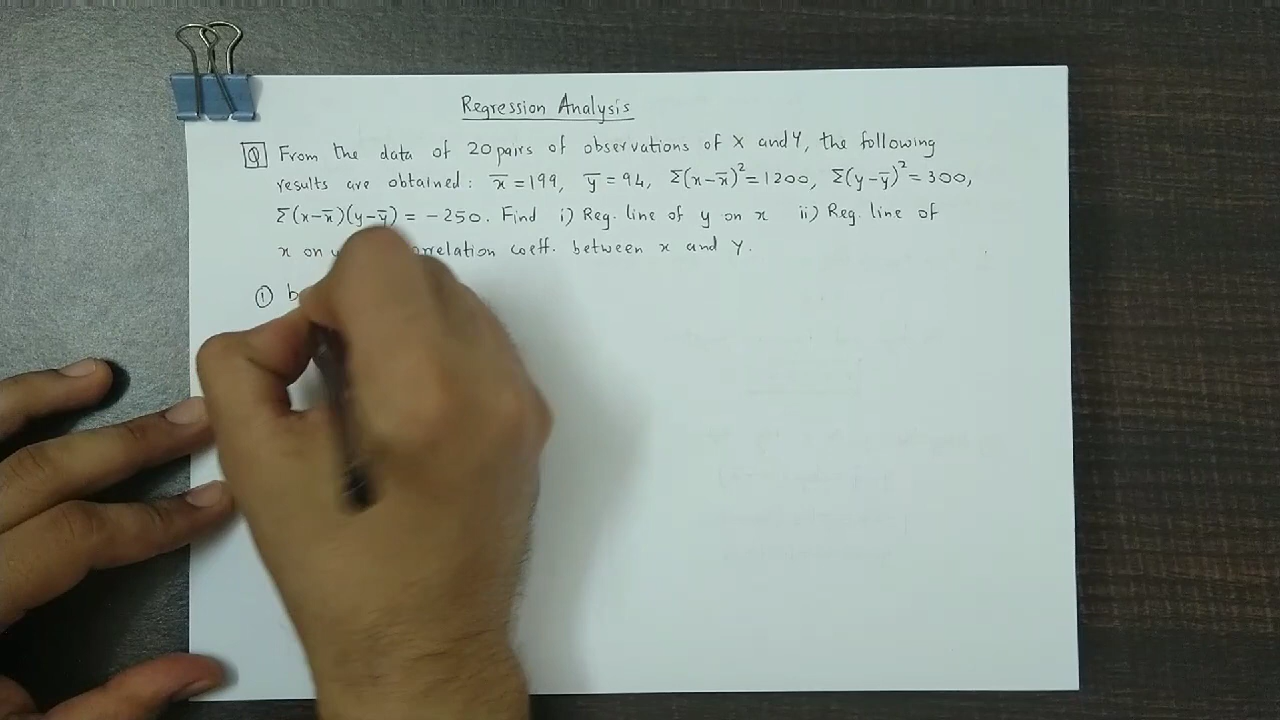 Regression Analysis
Q From the data of 20 pairs of observations of X and Y, the following
results are obtained: x̅ = 199, y̅ = 94, Σ(x-x̅)² = 1200, Σ(y-y̅)² = 300,
Σ(x-x̅)(y-y̅) = -250. Find i) Reg. line of y on x ii) Reg. line of
x on coeff. between x and Y.
① b